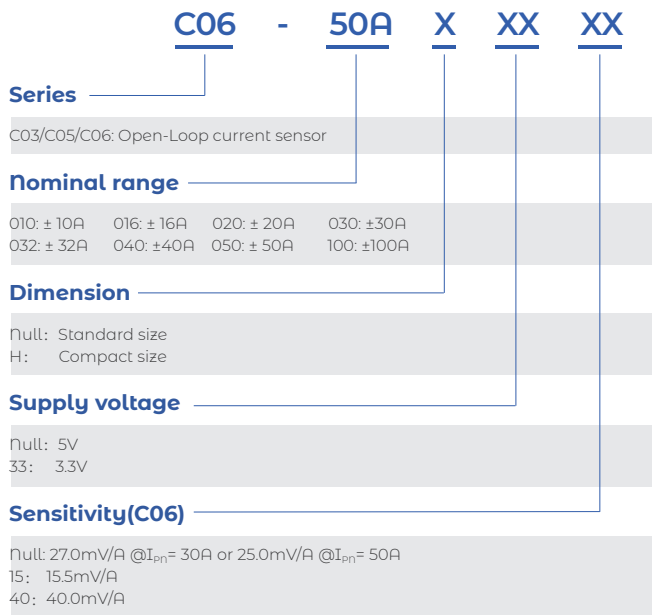 C06 - 50A X XX XX
Series
C03/C05/C06: Open-Loop current sensor
Nominal range
010: ± 10A 016: ± 16A 020: ± 20A 030: ±30A
032: ± 32A 040: ±40A 050: ± 50A 100: ±100A
Dimension
Null: Standard size
H: Compact size
Supply voltage
Null: 5V
33: 3.3V
Sensitivity(C06)
Null: 27.0mV/A @IPN= 30A or 25.0mV/A @IPN= 50A
15: 15.5mV/A
40: 40.0mV/A